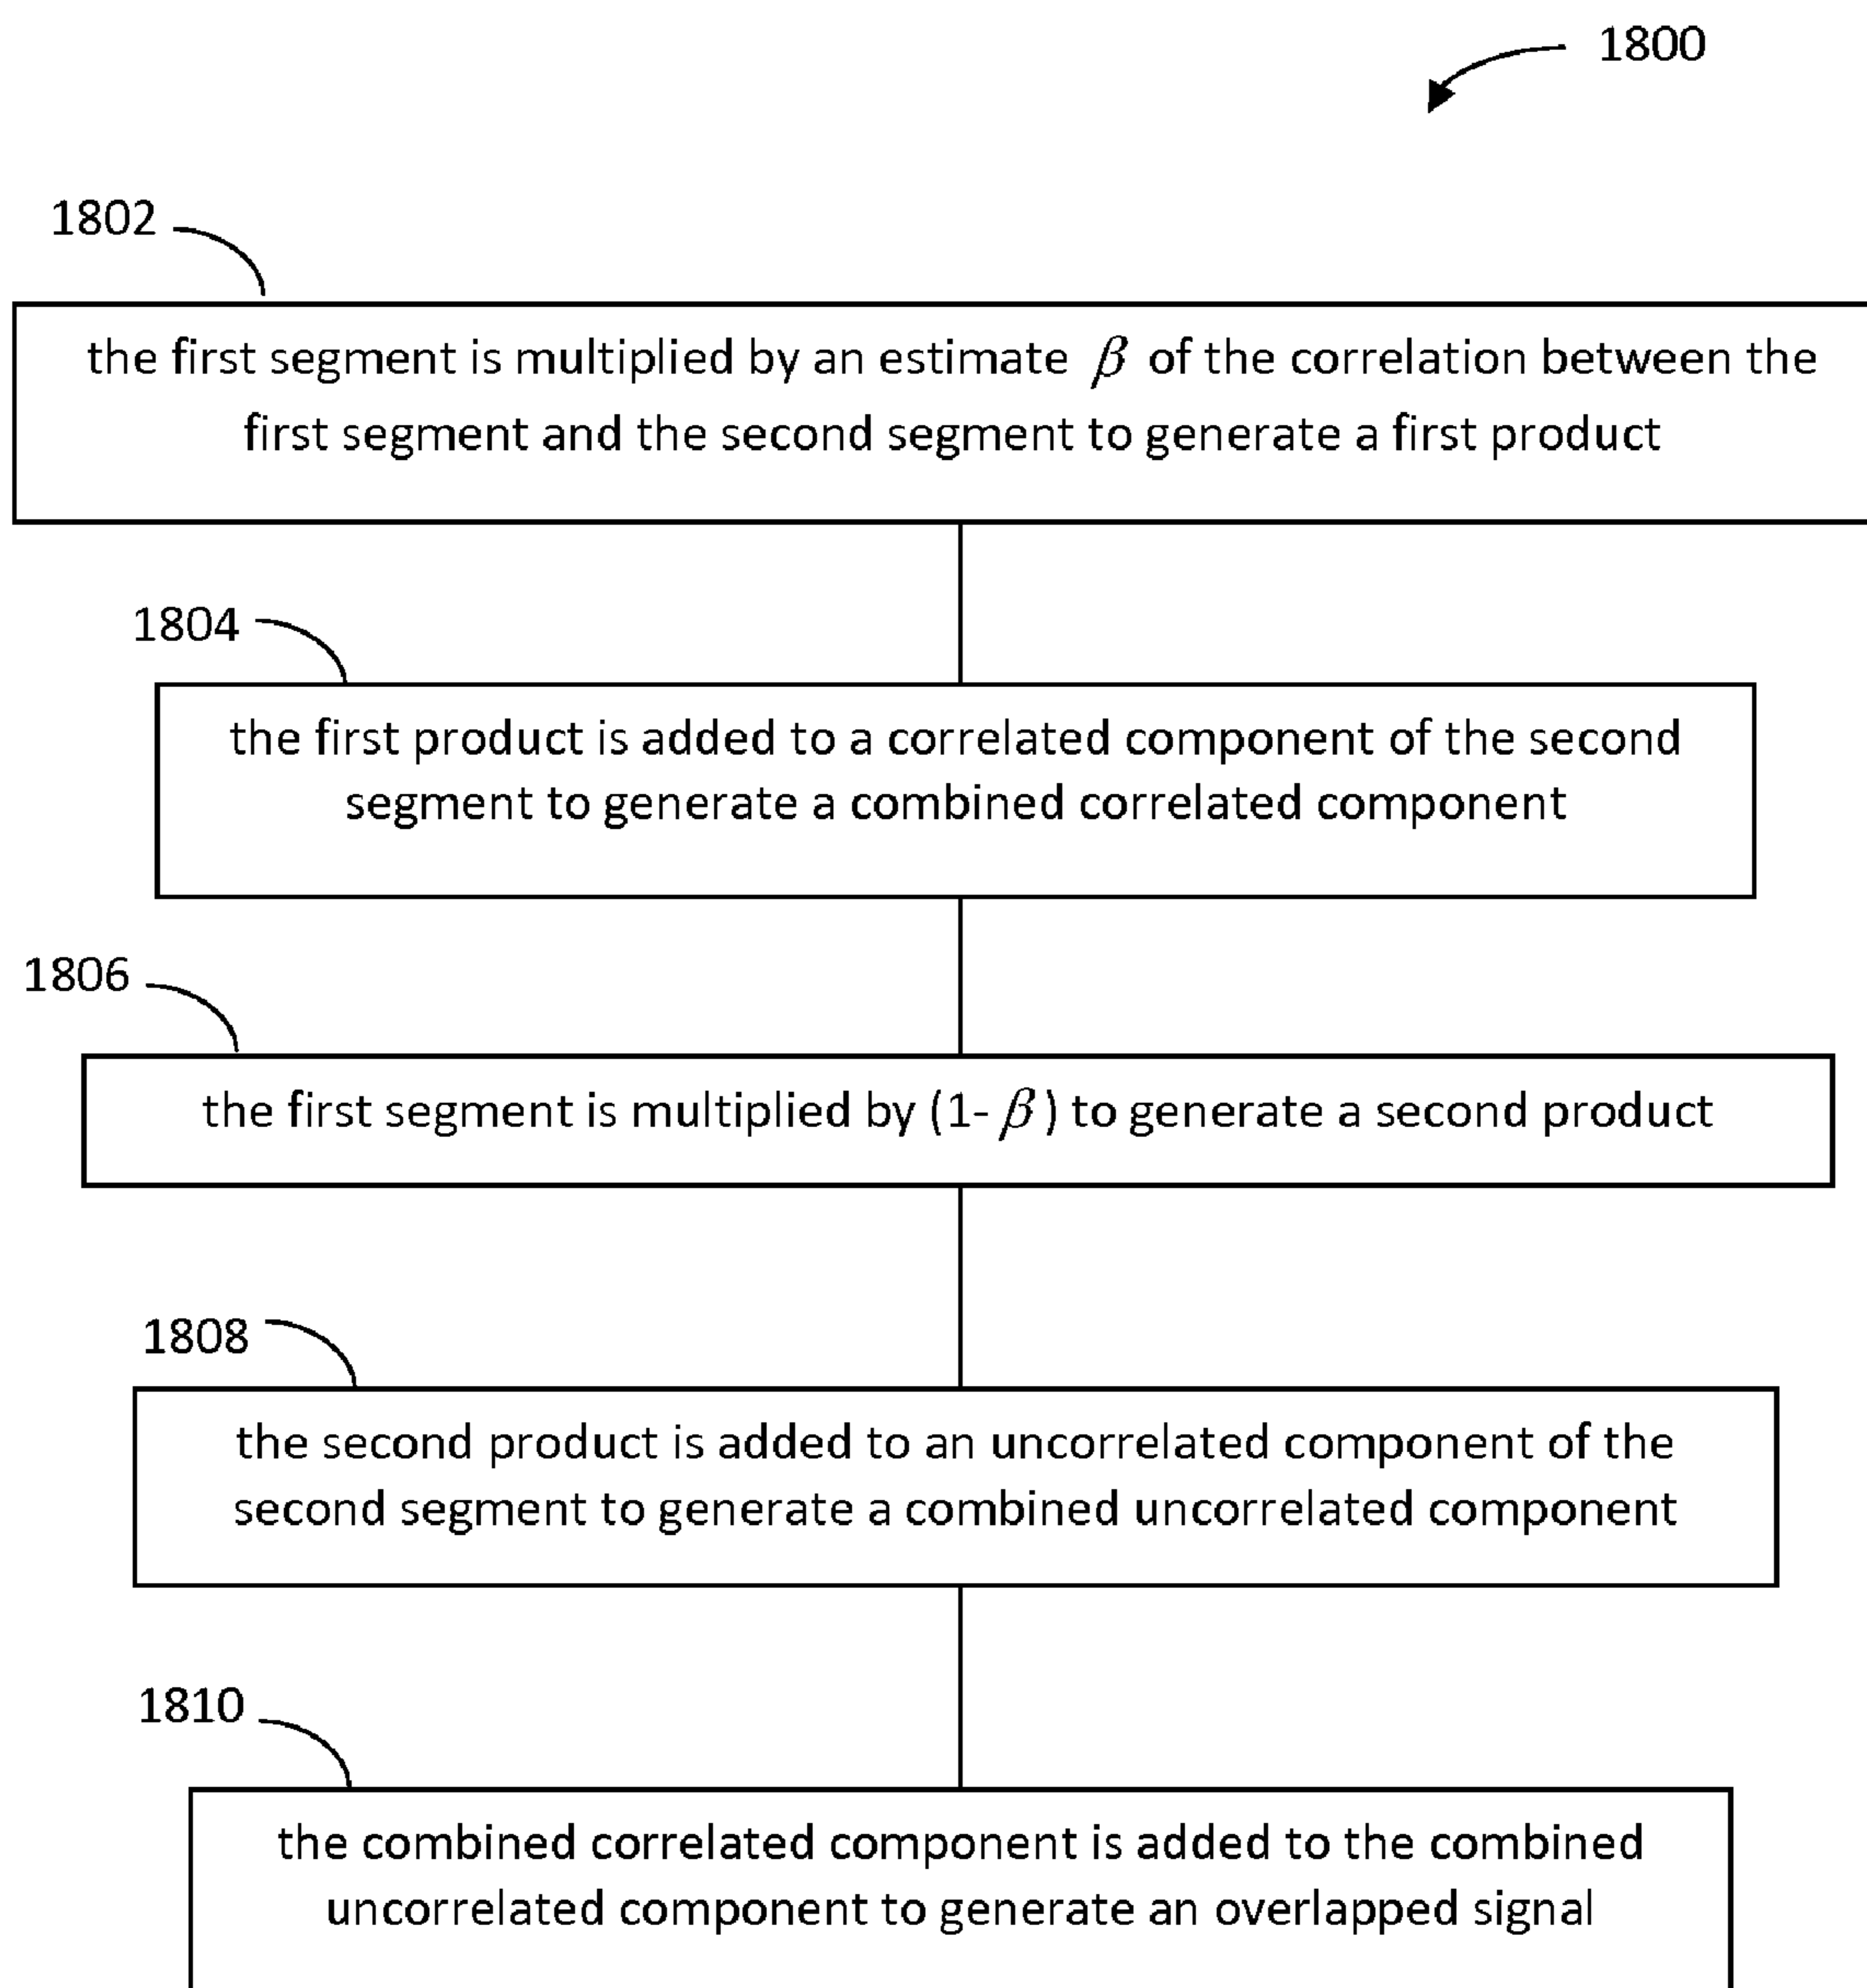 1800
1802
the first segment is multiplied by an estimate β of the correlation between the
first segment and the second segment to generate a first product
1804
the first product is added to a correlated component of the second
segment to generate a combined correlated component
1806
the first segment is multiplied by (1- β) to generate a second product
1808
the second product is added to an uncorrelated component of the
second segment to generate a combined uncorrelated component
1810
the combined correlated component is added to the combined
uncorrelated component to generate an overlapped signal